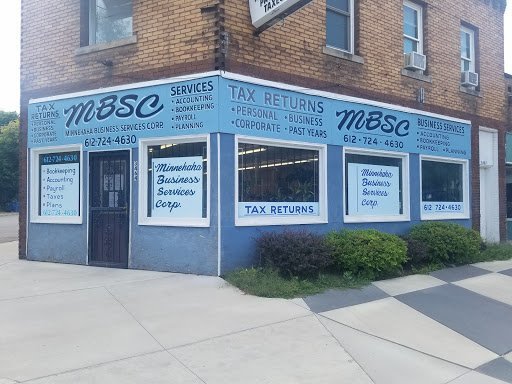 TAX
RETURNS
• PERSONAL
• BUSINESS
• CORPORATE
• PAST YEARS
MBSC
MINNEHAHA BUSINESS SERVICES CORP.
612-724-4630
SERVICES
• ACCOUNTING
• BOOKKEEPING
• PAYROLL
• PLANNING
TAX RETURNS
• PERSONAL • BUSINESS
• CORPORATE • PAST YEARS
MBSC
612 • 724 • 4630
BUSINESS SERVICES
• ACCOUNTING
• BOOKKEEPING
• PAYROLL
• PLANNING
612-724-4630
• Bookkeeping
• Accounting
• Payroll
• Taxes
• Plans
612-724-4630
Minnehaha
Business
Services
Corp.
TAX RETURNS
Minnehaha
Business
Services
Corp.
612 724-4630